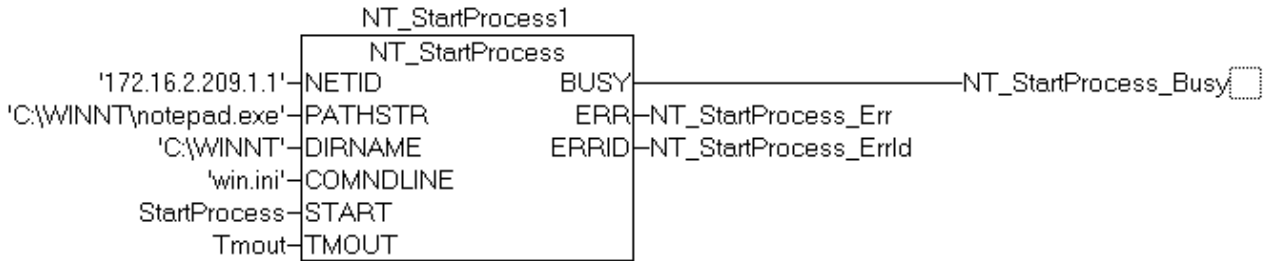 NT_StartProcess1
NT_StartProcess
'172.16.2.209.1.1' NETID BUSY NT_StartProcess_Busy
'C:\WINNT\notepad.exe' PATHSTR ERR NT_StartProcess_Err
'C:\WINNT' DIRNAME ERRID NT_StartProcess_ErrId
'win.ini' COMNDLINE
StartProcess START
Tmout TMOUT